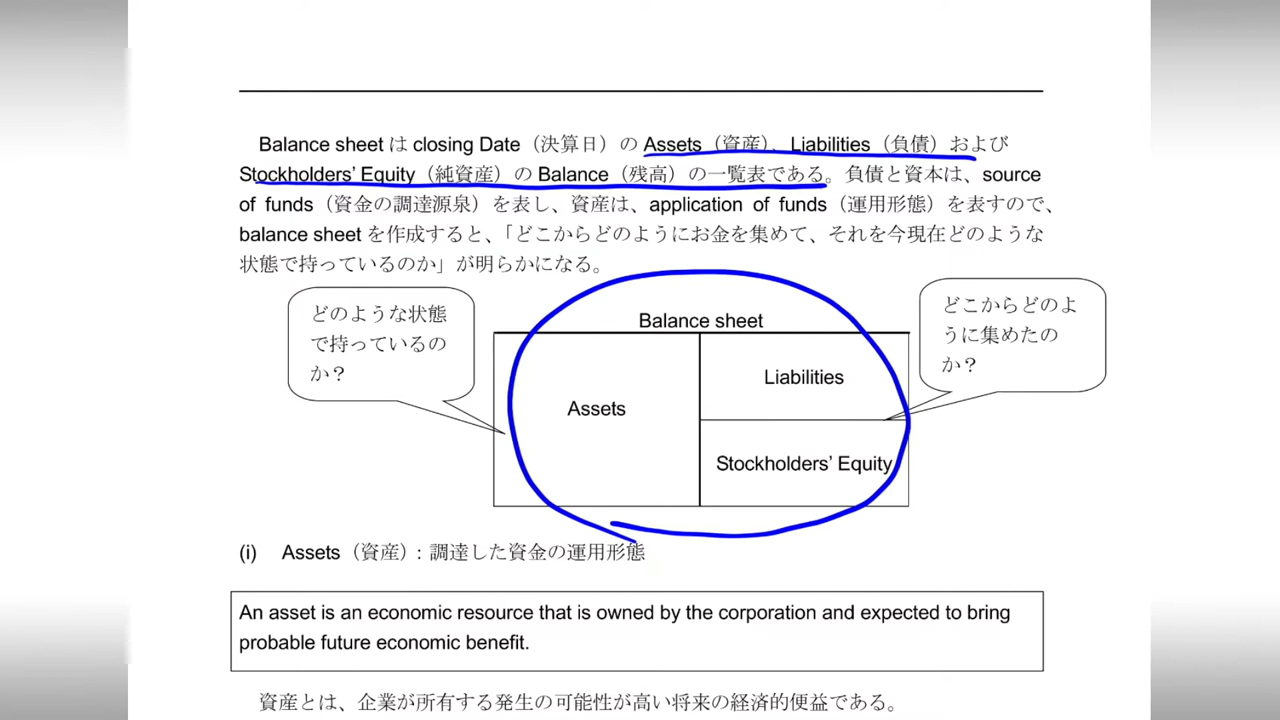 Balance sheet は closing Date（決算日）の Assets（資産）、Liabilities（負債）および
Stockholders’ Equity（純資産）の Balance（残高）の一覧表である。負債と資本は、source
of funds（資金の調達源泉）を表し、資産は、application of funds（運用形態）を表すので、
balance sheet を作成すると、「どこからどのようにお金を集めて、それを今現在どのような
状態で持っているのか」が明らかになる。
どのような状態
で持っているの
か？
Balance sheet
Assets
Liabilities
Stockholders’ Equity
どこからどのよ
うに集めたの
か？
(i) Assets（資産）: 調達した資金の運用形態
An asset is an economic resource that is owned by the corporation and expected to bring
probable future economic benefit.
資産とは、企業が所有する発生の可能性が高い将来の経済的便益である。